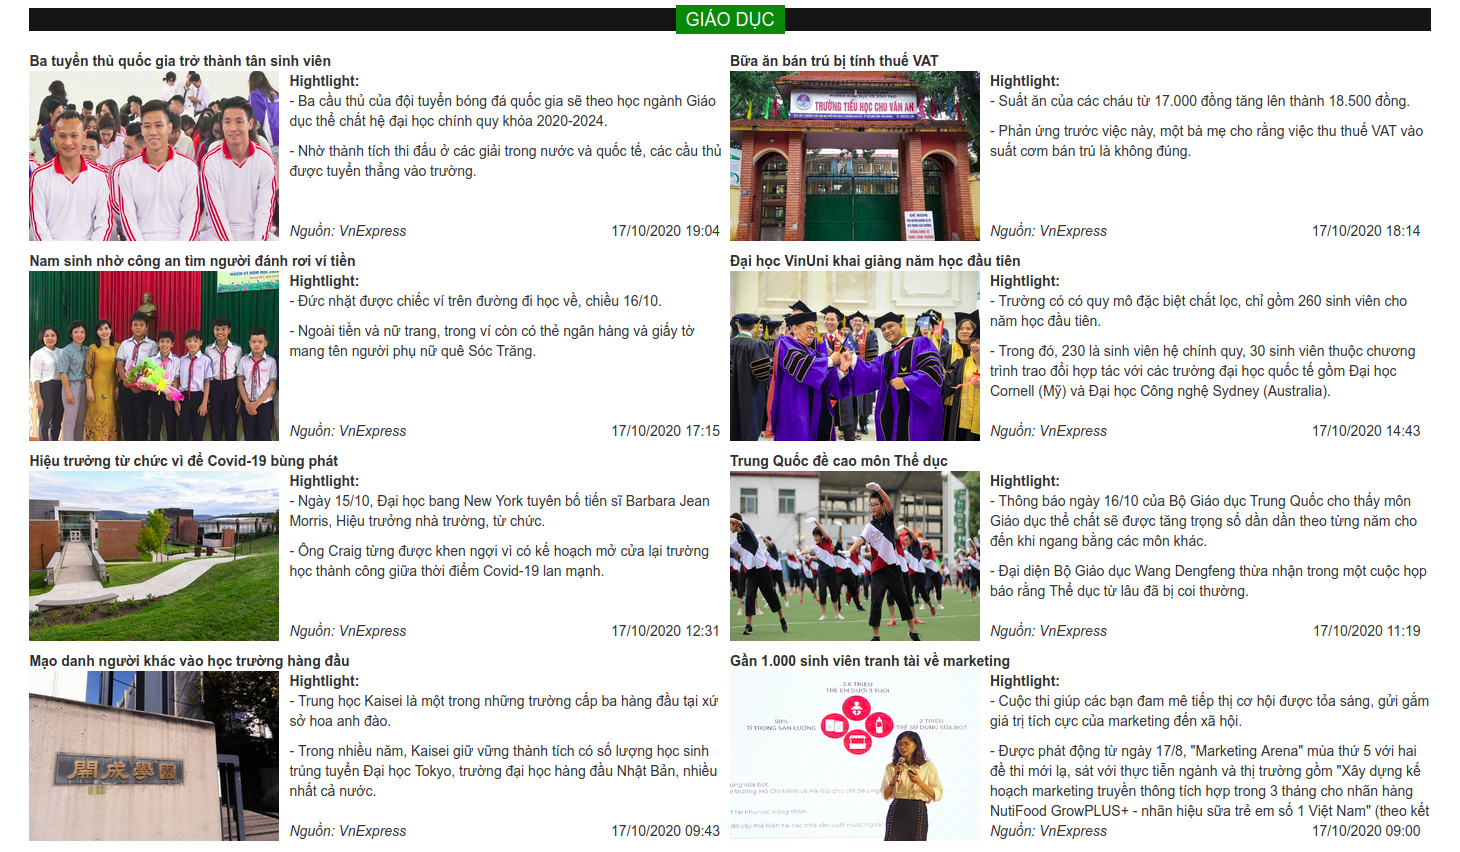 GIÁO DỤC
Ba tuyển thủ quốc gia trở thành tân sinh viên
Hightlight:
- Ba cầu thủ của đội tuyển bóng đá quốc gia sẽ theo học ngành Giáo
dục thể chất hệ đại học chính quy khóa 2020-2024.
- Nhờ thành tích thi đấu ở các giải trong nước và quốc tế, các cầu thủ
được tuyển thẳng vào trường.
Nguồn: VnExpress
17/10/2020 19:04
Bữa ăn bán trú bị tính thuế VAT
TRƯỜNG TIỂU HỌC CHU VĂN AN
ĐỀ NGHỊ
Hightlight:
- Suất ăn của các cháu từ 17.000 đồng tăng lên thành 18.500 đồng.
- Phản ứng trước việc này, một bà mẹ cho rằng việc thu thuế VAT vào
suất cơm bán trú là không đúng.
Nguồn: VnExpress
17/10/2020 18:14
Nam sinh nhờ công an tìm người đánh rơi ví tiền
Hightlight:
- Đức nhặt được chiếc ví trên đường đi học về, chiều 16/10.
- Ngoài tiền và nữ trang, trong ví còn có thẻ ngân hàng và giấy tờ
mang tên người phụ nữ quê Sóc Trăng.
Nguồn: VnExpress
17/10/2020 17:15
Đại học VinUni khai giảng năm học đầu tiên
Hightlight:
- Trường có có quy mô đặc biệt chắt lọc, chỉ gồm 260 sinh viên cho
năm học đầu tiên.
- Trong đó, 230 là sinh viên hệ chính quy, 30 sinh viên thuộc chương
trình trao đổi hợp tác với các trường đại học quốc tế gồm Đại học
Cornell (Mỹ) và Đại học Công nghệ Sydney (Australia).
Nguồn: VnExpress
17/10/2020 14:43
Hiệu trưởng từ chức vì để Covid-19 bùng phát
Hightlight:
- Ngày 15/10, Đại học bang New York tuyên bố tiến sĩ Barbara Jean
Morris, Hiệu trưởng nhà trường, từ chức.
- Ông Craig từng được khen ngợi vì có kế hoạch mở cửa lại trường
học thành công giữa thời điểm Covid-19 lan mạnh.
Nguồn: VnExpress
17/10/2020 12:31
Trung Quốc đề cao môn Thể dục
Hightlight:
- Thông báo ngày 16/10 của Bộ Giáo dục Trung Quốc cho thấy môn
Giáo dục thể chất sẽ được tăng trọng số dần dần theo từng năm cho
đến khi ngang bằng các môn khác.
- Đại diện Bộ Giáo dục Wang Dengfeng thừa nhận trong một cuộc họp
báo rằng Thể dục từ lâu đã bị coi thường.
Nguồn: VnExpress
17/10/2020 11:19
Mạo danh người khác vào học trường hàng đầu
開成學園
Hightlight:
- Trung học Kaisei là một trong những trường cấp ba hàng đầu tại xứ
sở hoa anh đào.
- Trong nhiều năm, Kaisei giữ vững thành tích có số lượng học sinh
trúng tuyển Đại học Tokyo, trường đại học hàng đầu Nhật Bản, nhiều
nhất cả nước.
Nguồn: VnExpress
17/10/2020 09:43
Gần 1.000 sinh viên tranh tài về marketing
3.6 TRIỆU
TRẺ EM DƯỚI 3 TUỔI
50%
TỈ TRỌNG SẢN LƯỢNG
2 TRIỆU
TRẺ SỬ DỤNG SỮA BỘT
Hightlight:
- Cuộc thi giúp các bạn đam mê tiếp thị cơ hội được tỏa sáng, gửi gắm
giá trị tích cực của marketing đến xã hội.
- Được phát động từ ngày 17/8, "Marketing Arena" mùa thứ 5 với hai
đề thi mới lạ, sát với thực tiễn ngành và thị trường gồm "Xây dựng kế
hoạch marketing truyền thông tích hợp trong 3 tháng cho nhãn hàng
NutiFood GrowPLUS+ - nhãn hiệu sữa trẻ em số 1 Việt Nam" (theo kết
Nguồn: VnExpress
17/10/2020 09:00